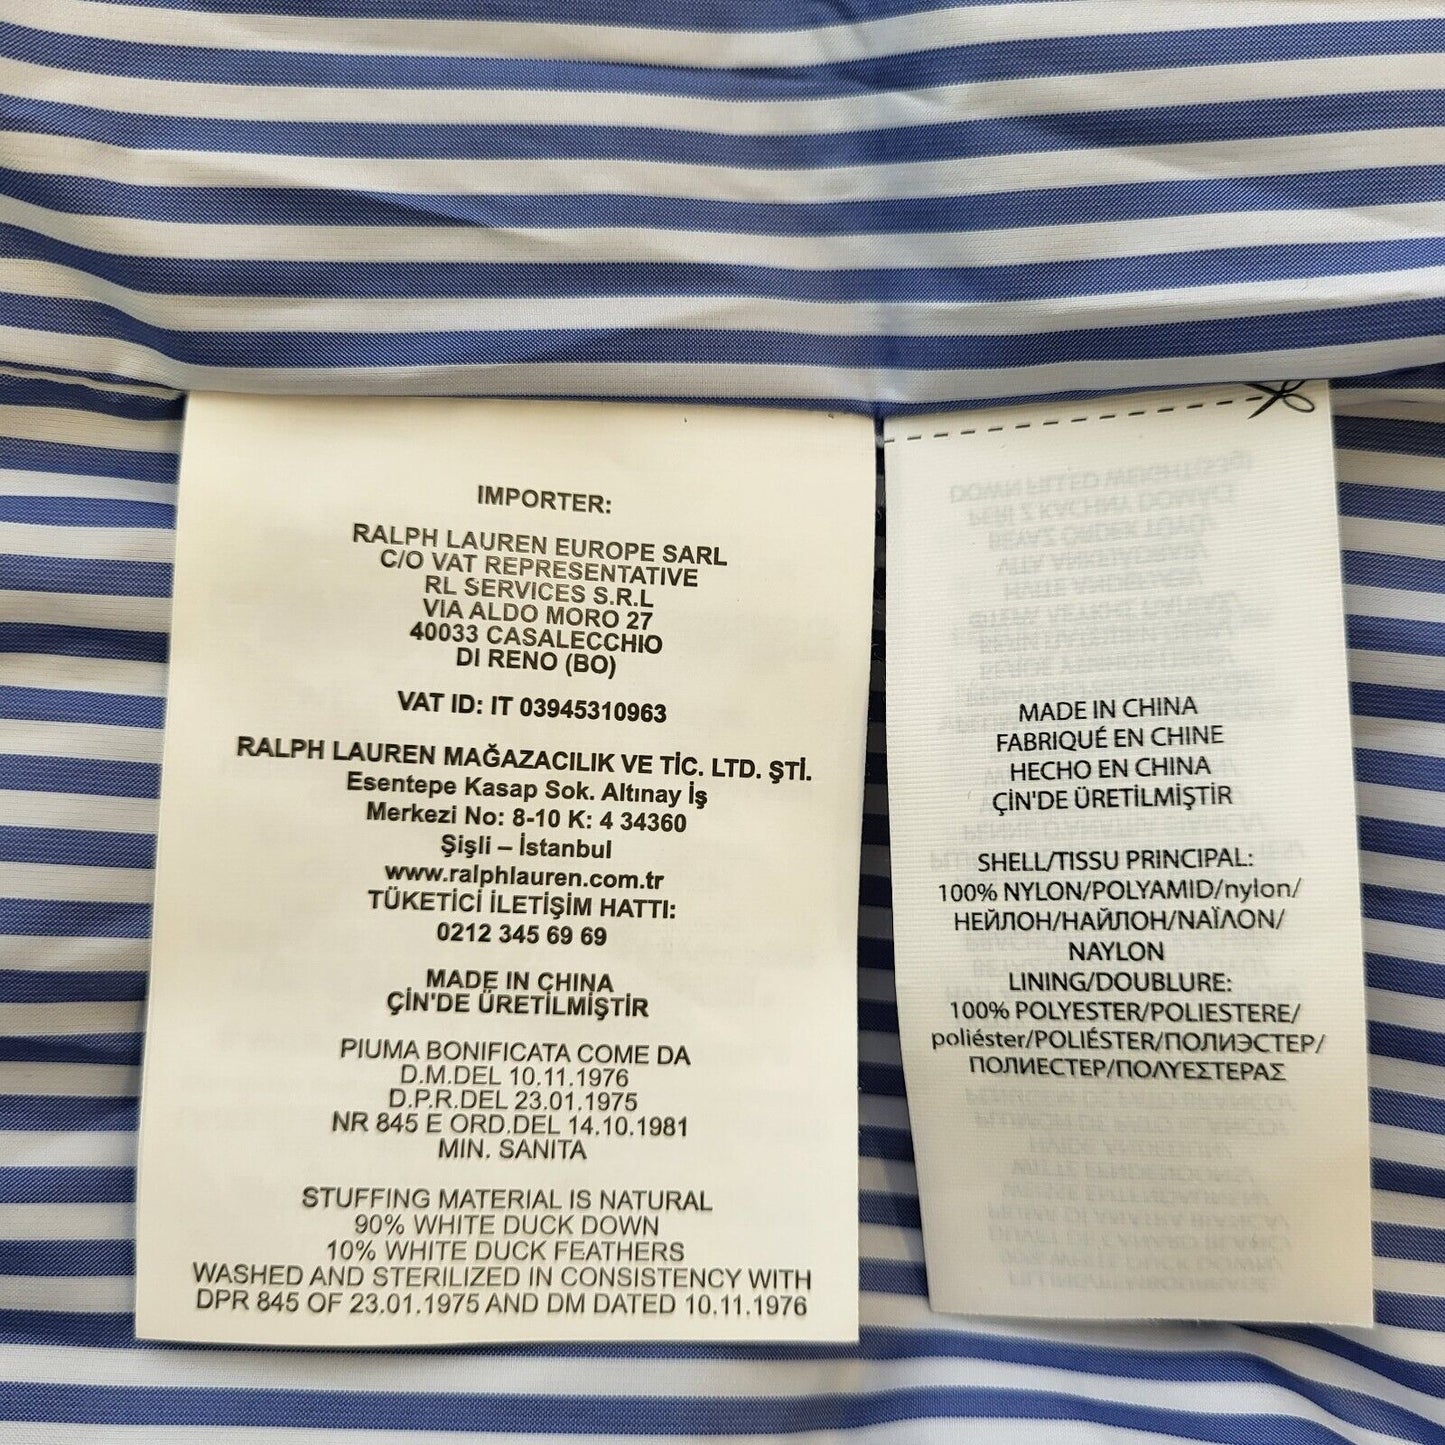 IMPORTER:
RALPH LAUREN EUROPE SARL
C/O VAT REPRESENTATIVE
RL SERVICES S.R.L
VIA ALDO MORO 27
40033 CASALECCHIO
DI RENO (BO)
VAT ID: IT 03945310963
RALPH LAUREN MAĞAZACILIK VE TİC. LTD. ŞTİ.
Esentepe Kasap Sok. Altınay İş
Merkezi No: 8-10 K: 4 34360
Şişli – İstanbul
www.ralphlauren.com.tr
TÜKETİCİ İLETİŞİM HATTI:
0212 345 69 69
MADE IN CHINA
ÇİN'DE ÜRETİLMİŞTİR
PIUMA BONIFICATA COME DA
D.M.DEL 10.11.1976
D.P.R.DEL 23.01.1975
NR 845 E ORD.DEL 14.10.1981
MIN. SANITA
STUFFING MATERIAL IS NATURAL
90% WHITE DUCK DOWN
10% WHITE DUCK FEATHERS
WASHED AND STERILIZED IN CONSISTENCY WITH
DPR 845 OF 23.01.1975 AND DM DATED 10.11.1976
MADE IN CHINA
FABRIQUÉ EN CHINE
HECHO EN CHINA
ÇİN'DE ÜRETİLMİŞTİR
SHELL/TISSU PRINCIPAL:
100% NYLON/POLYAMID/nylon/
НЕЙЛОН/НАЙЛОН/ΝΑΪΛΟΝ/
NAYLON
LINING/DOUBLURE:
100% POLYESTER/POLIESTERE/
poliéster/POLIÉSTER/ПОЛИЭСТЕР/
ПОЛИЕСТЕР/ΠΟΛΥΕΣΤΕΡΑΣ